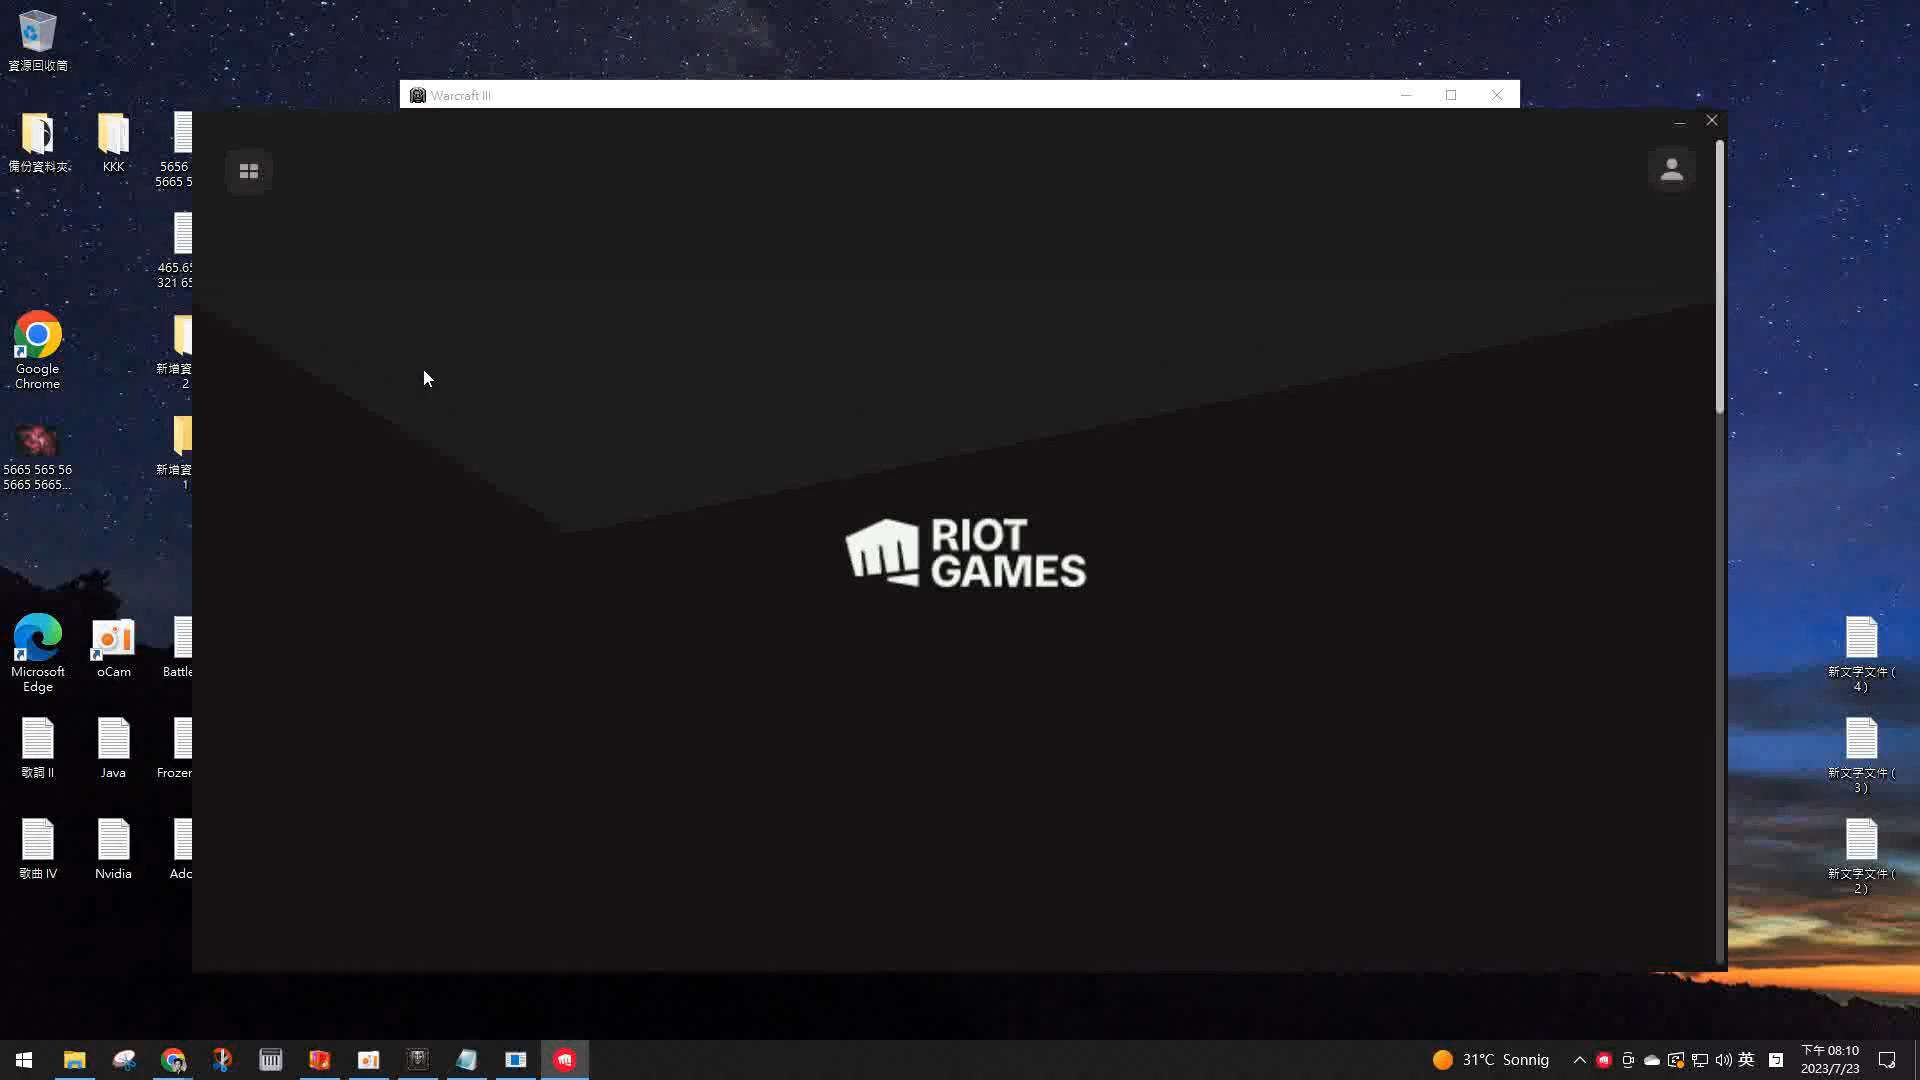 資源回收筒
Warcraft III
備份資料夾
KKK
5656
5665 5
465.65
321 65
Google
Chrome
新增資
2
5665 565 56
5665 5665...
新增資
1
RIOT
GAMES
Microsoft
Edge
oCam
Battle
新文字文件 (
4 )
歌詞 II
Java
Frozen
新文字文件 (
3 )
歌曲 IV
Nvidia
Ado
新文字文件 (
2 )
31°C Sonnig
英
下午 08:10
2023/7/23